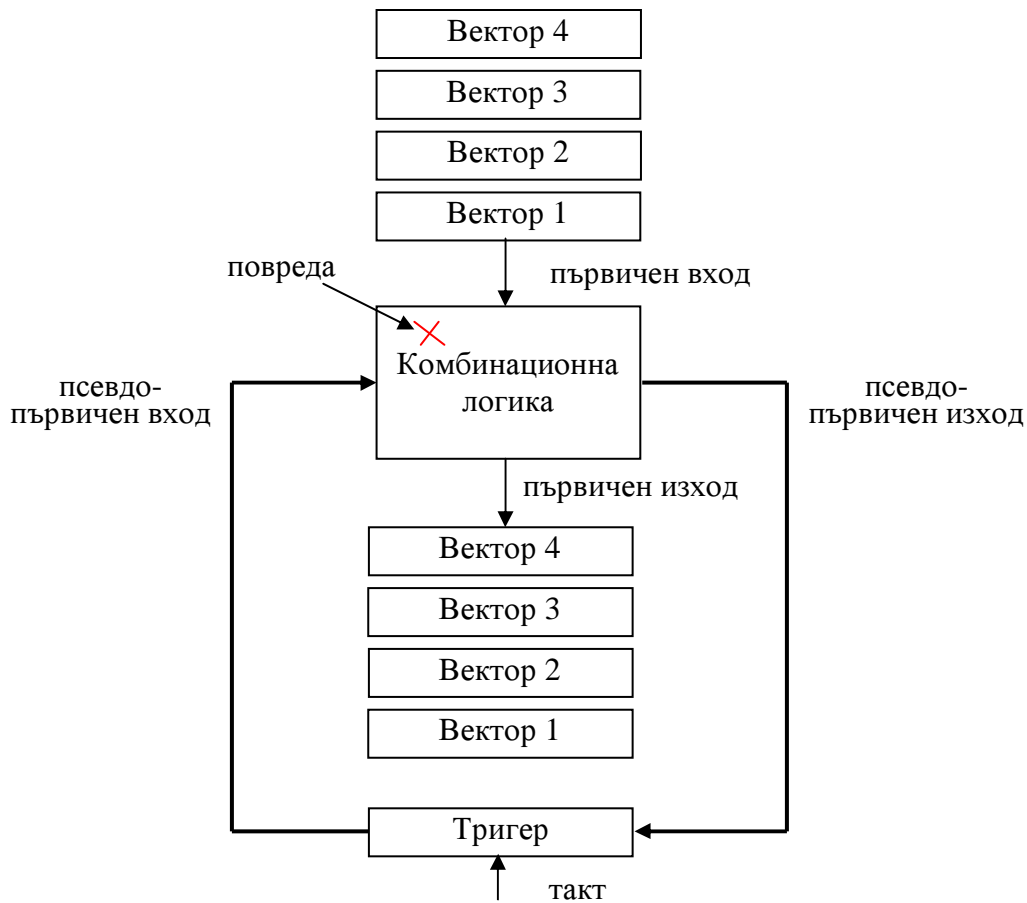 Вектор 4
Вектор 3
Вектор 2
Вектор 1
повреда
първичен вход
Комбинационна
логика
псевдо-
първичен вход
псевдо-
първичен изход
първичен изход
Вектор 4
Вектор 3
Вектор 2
Вектор 1
Тригер
такт